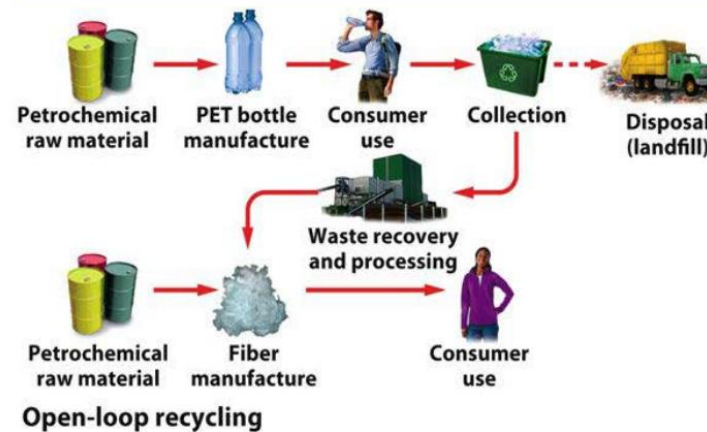 Petrochemical
raw material
PET bottle
manufacture
Consumer
use
Collection
Disposal
(landfill)
Waste recovery
and processing
Petrochemical
raw material
Fiber
manufacture
Consumer
use
Open-loop recycling